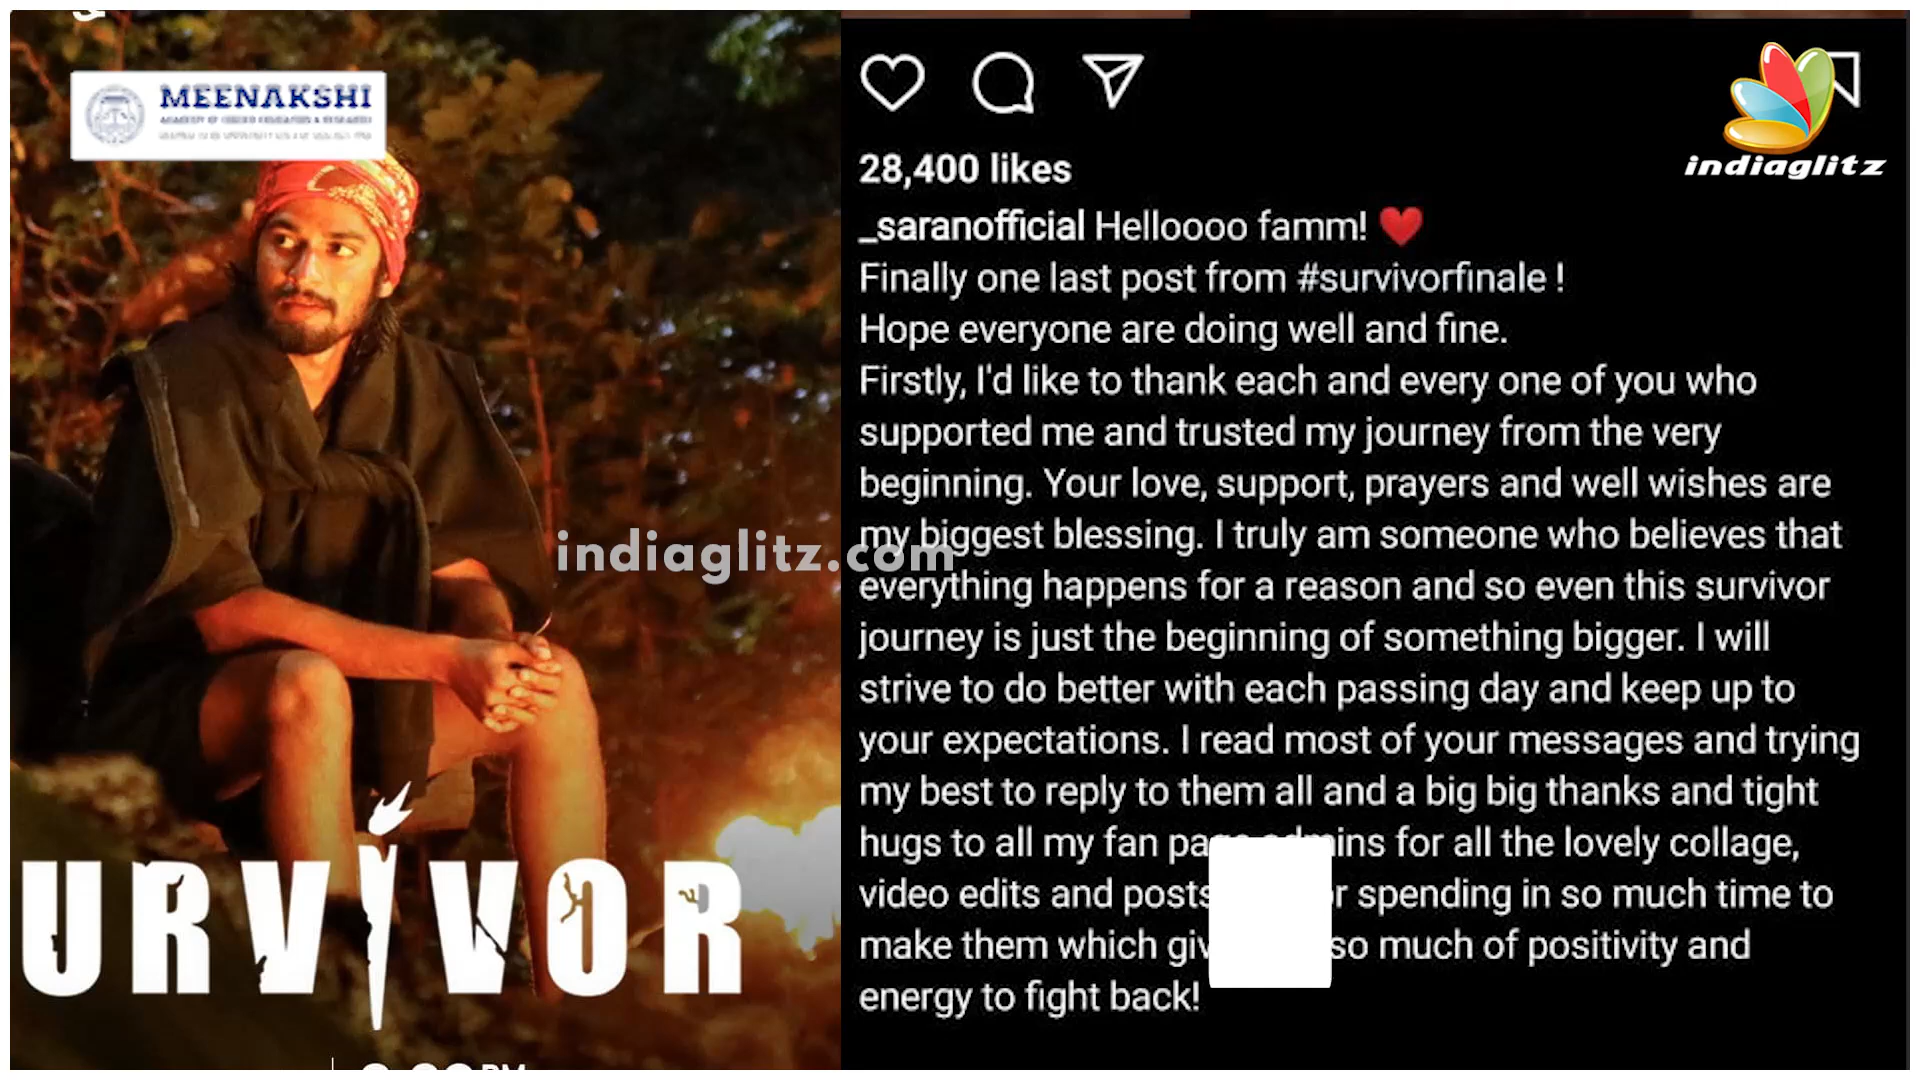 MEENAKSHI
URVIVOR
indiaglitz.com
indiaglitz
28,400 likes
_saranofficial Helloooo famm! ❤️
Finally one last post from #survivorfinale !
Hope everyone are doing well and fine.
Firstly, I'd like to thank each and every one of you who
supported me and trusted my journey from the very
beginning. Your love, support, prayers and well wishes are
my biggest blessing. I truly am someone who believes that
everything happens for a reason and so even this survivor
journey is just the beginning of something bigger. I will
strive to do better with each passing day and keep up to
your expectations. I read most of your messages and trying
my best to reply to them all and a big big thanks and tight
hugs to all my fan for all the lovely collage,
video edits and posts spending in so much time to
make them which so much of positivity and
energy to fight back!